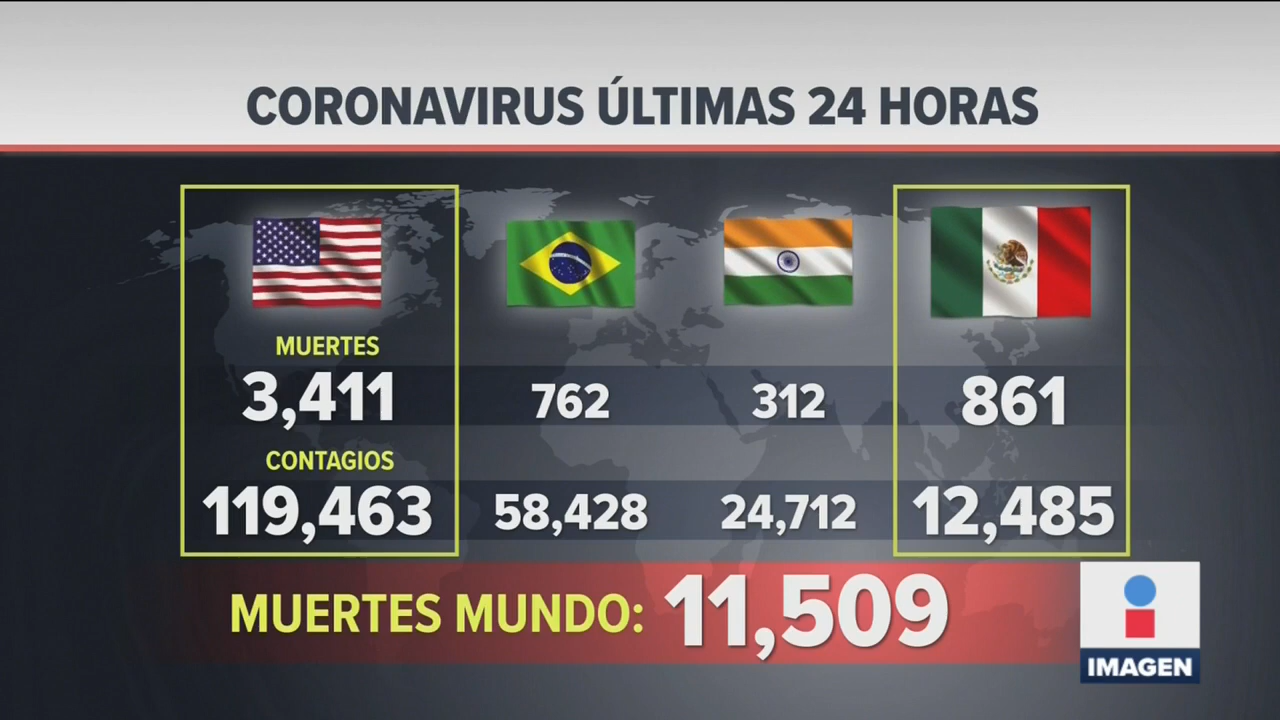 CORONAVIRUS ÚLTIMAS 24 HORAS
MUERTES
3,411 762 312 861
CONTAGIOS
119,463 58,428 24,712 12,485
MUERTES MUNDO: 11,509
IMAGEN